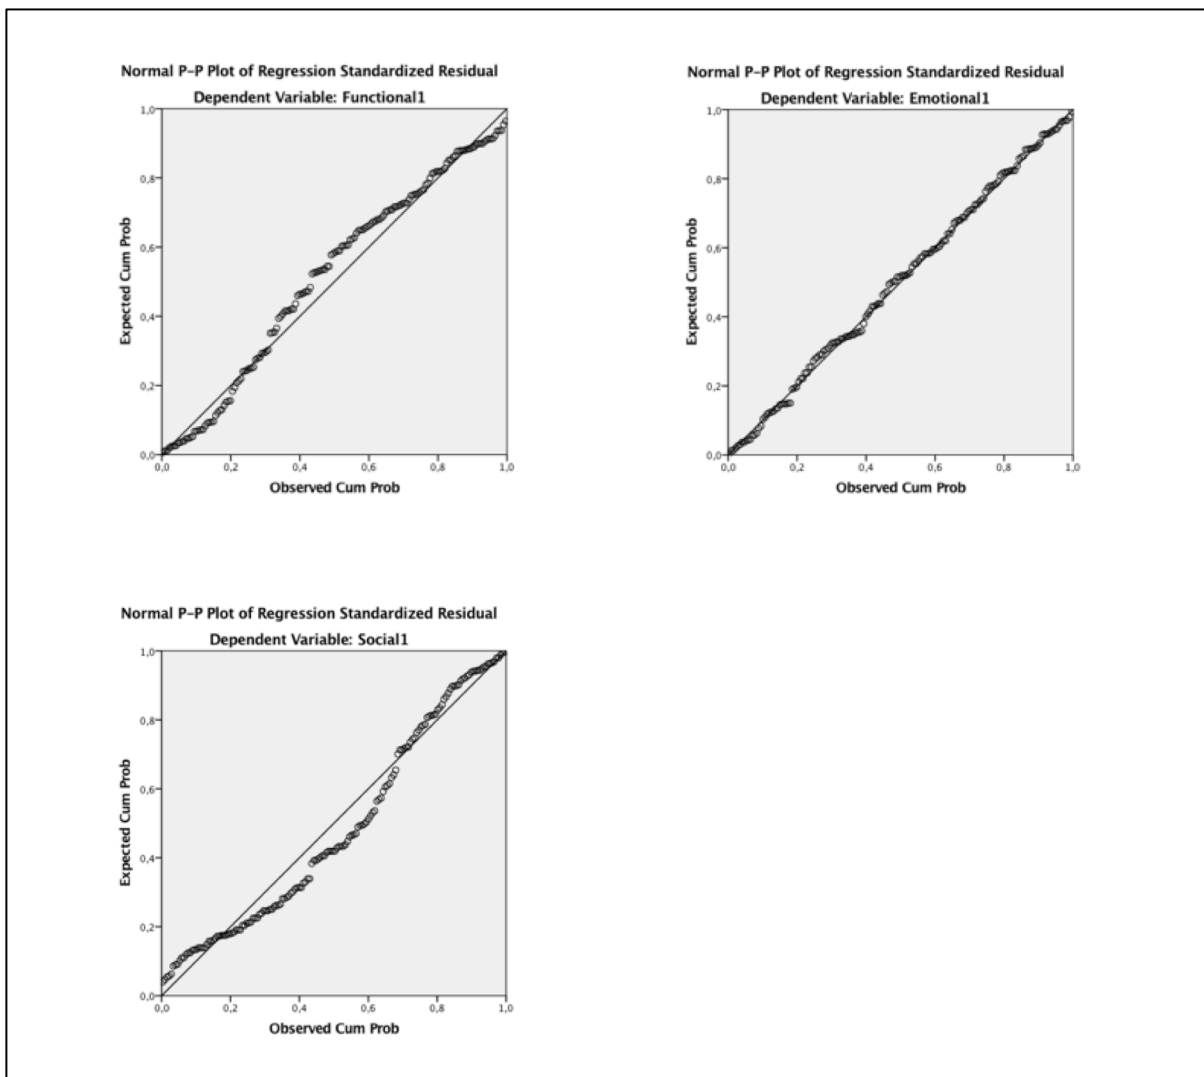 Normal P-P Plot of Regression Standardized Residual
Dependent Variable: Functional1
1,0
0,8
0,6
0,4
0,2
0,0
Expected Cum Prob
0,0 0,2 0,4 0,6 0,8 1,0
Observed Cum Prob
Normal P-P Plot of Regression Standardized Residual
Dependent Variable: Emotional1
1,0
0,8
0,6
0,4
0,2
0,0
Expected Cum Prob
0,0 0,2 0,4 0,6 0,8 1,0
Observed Cum Prob
Normal P-P Plot of Regression Standardized Residual
Dependent Variable: Social1
1,0
0,8
0,6
0,4
0,2
0,0
Expected Cum Prob
0,0 0,2 0,4 0,6 0,8 1,0
Observed Cum Prob